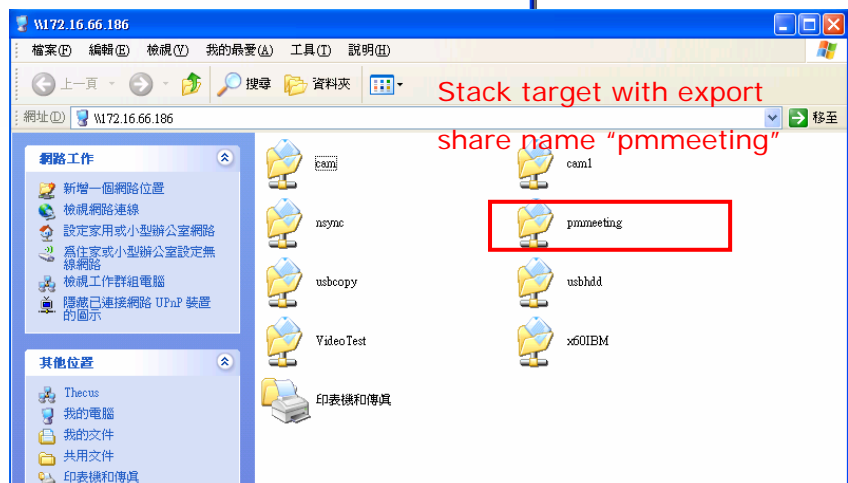 \\172.16.66.186
檔案(F) 編輯(E) 檢視(V) 我的最愛(A) 工具(T) 說明(H)
上一頁 搜尋 資料夾
Stack target with export
share name “pmmeeting”
網址(D) \\172.16.66.186 移至
網路工作
新增一個網路位置
檢視網路連線
設定家用或小型辦公室網路
為住家或小型辦公室設定無
線網路
檢視工作群組電腦
隱藏已連接網路 UPnP 裝置
的圖示
其他位置
Thecus
我的電腦
我的文件
共用文件
印表機和傳真
cam cam1
nsync pmmeeting
usbcopy usbhdd
VideoTest x60IBM
印表機和傳真